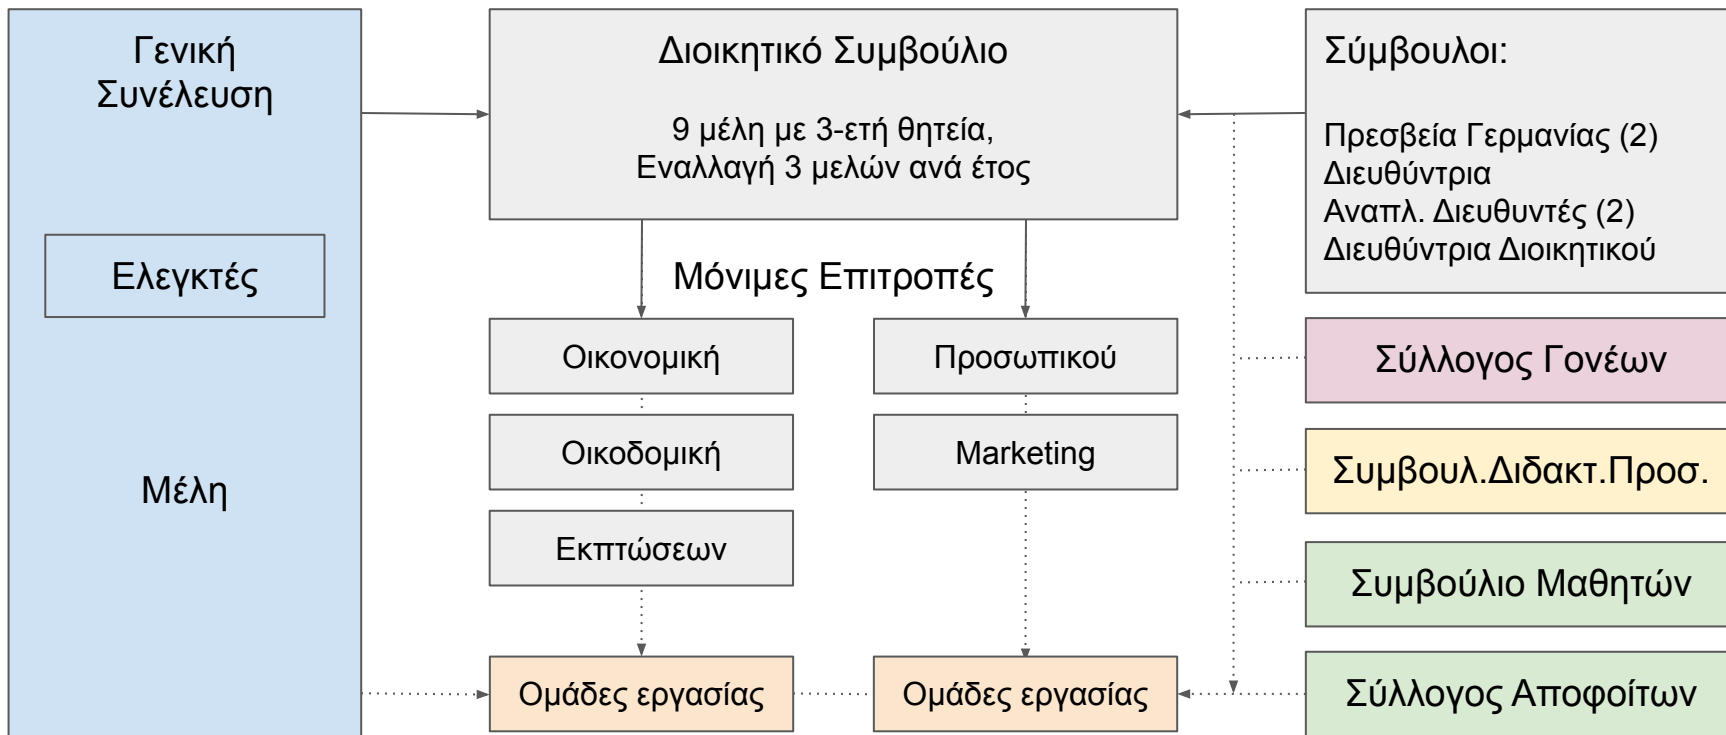 Γενική
Συνέλευση
Ελεγκτές
Μέλη
Διοικητικό Συμβούλιο
9 μέλη με 3-ετή θητεία,
Εναλλαγή 3 μελών ανά έτος
Μόνιμες Επιτροπές
Οικονομική
Οικοδομική
Εκπτώσεων
Ομάδες εργασίας
Προσωπικού
Marketing
Ομάδες εργασίας
Σύμβουλοι:
Πρεσβεία Γερμανίας (2)
Διευθύντρια
Αναπλ. Διευθυντές (2)
Διευθύντρια Διοικητικού
Σύλλογος Γονέων
Συμβουλ.Διδακτ.Προσ.
Συμβούλιο Μαθητών
Σύλλογος Αποφοίτων